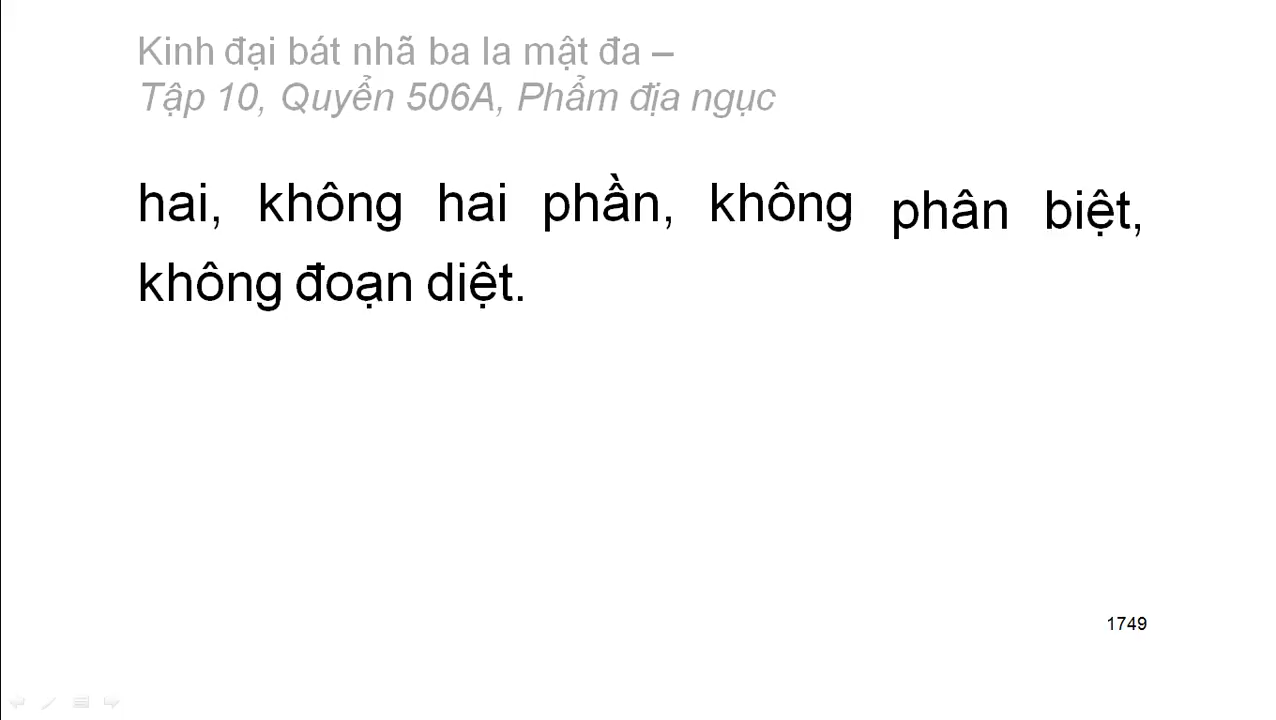 Kinh đại bát nhã ba la mật đa –
Tập 10, Quyển 506A, Phẩm địa ngục
hai, không hai phần, không phân biệt,
không đoạn diệt.
1749